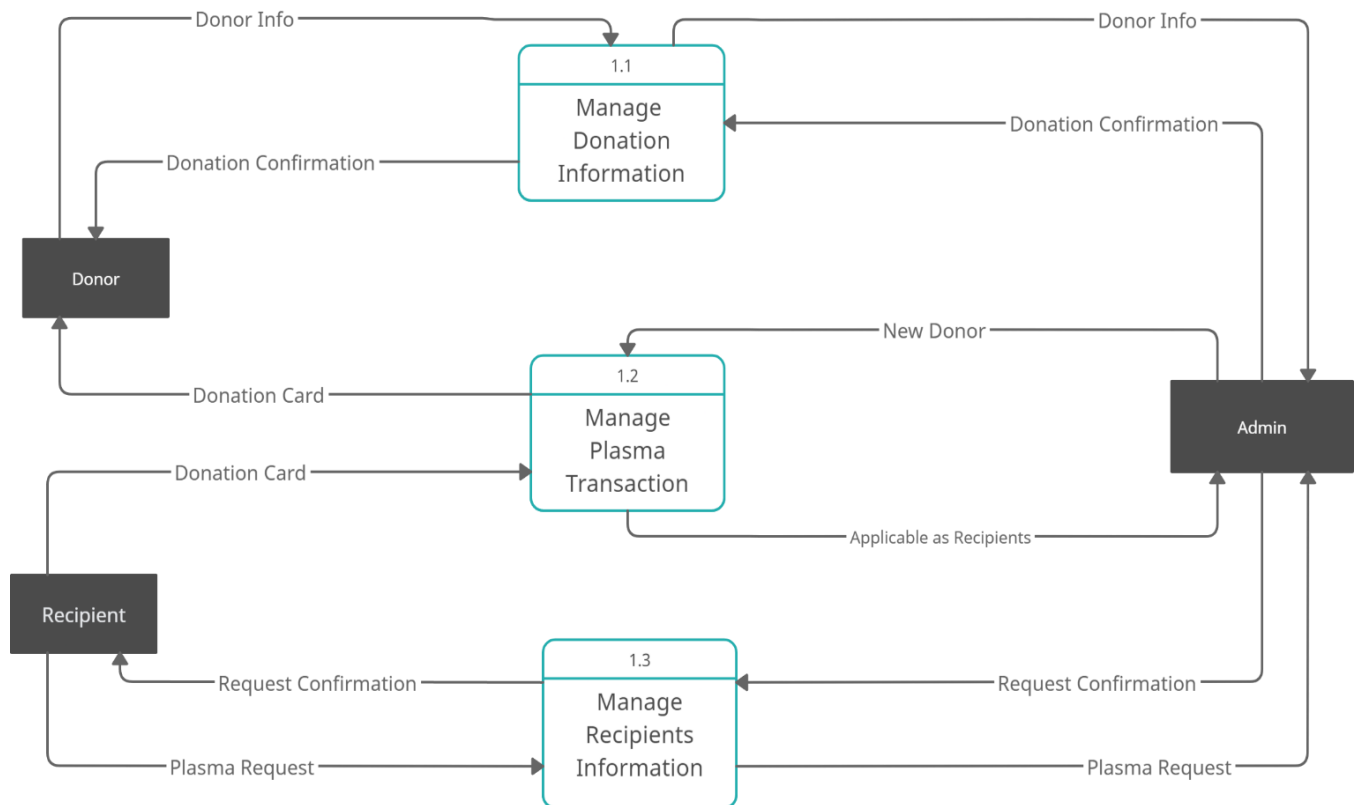 Donor Info
Donor Info
1.1
Manage
Donation
Information
Donation Confirmation
Donation Confirmation
Donor
New Donor
1.2
Manage
Plasma
Transaction
Donation Card
Admin
Donation Card
Applicable as Recipients
Recipient
1.3
Manage
Recipients
Information
Request Confirmation
Request Confirmation
Plasma Request
Plasma Request